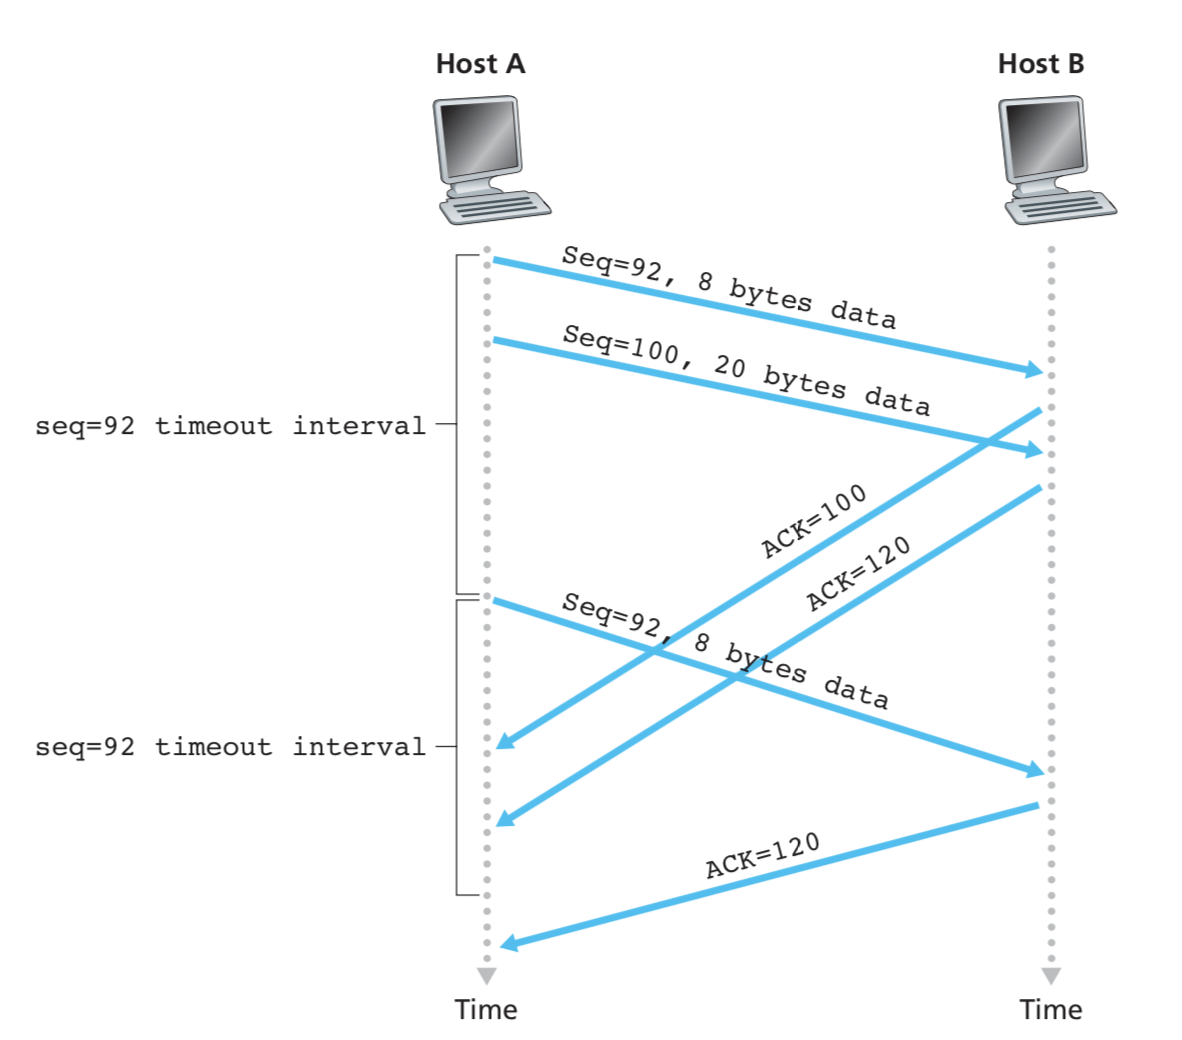 Host A
Host B
Seq=92, 8 bytes data
Seq=100, 20 bytes data
seq=92 timeout interval
ACK=100
ACK=120
Seq=92, 8 bytes data
seq=92 timeout interval
ACK=120
Time
Time